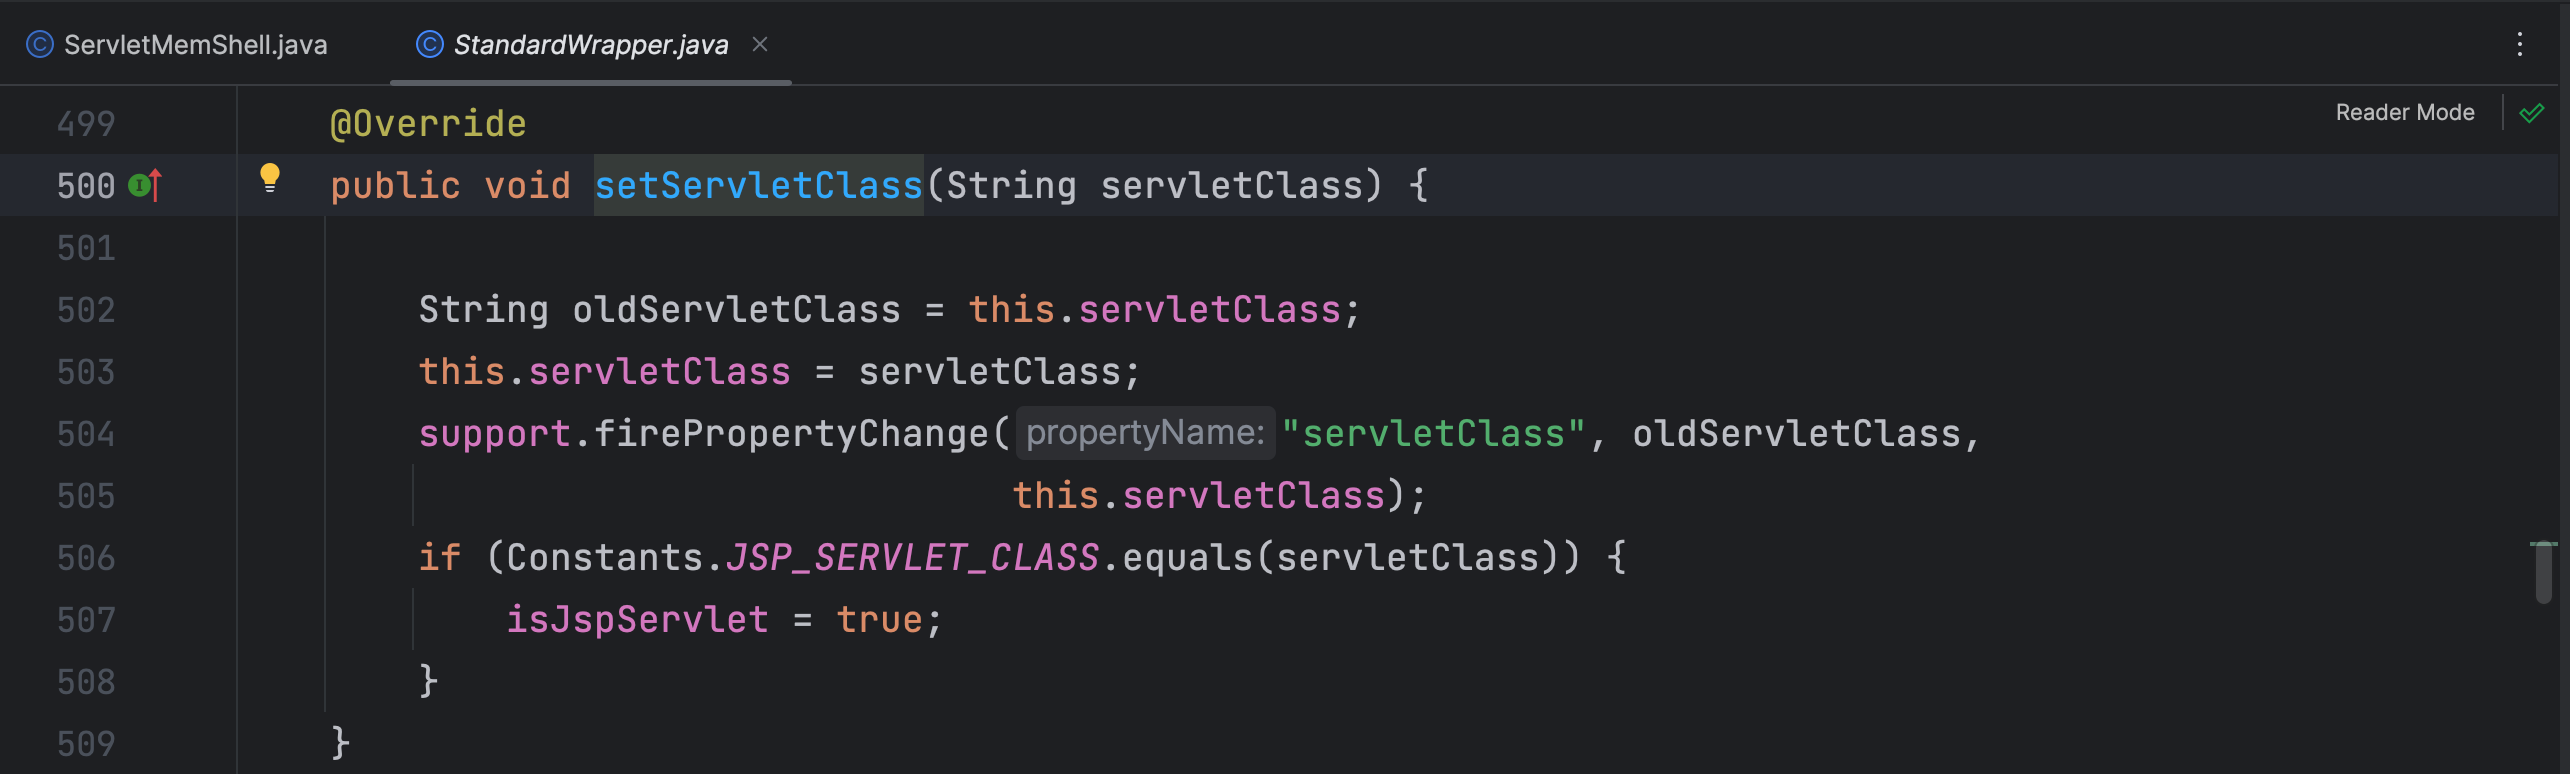 ServletMemShell.java
StandardWrapper.java
Reader Mode
499 @Override
500 public void setServletClass(String servletClass) {
501
502 String oldServletClass = this.servletClass;
503 this.servletClass = servletClass;
504 support.firePropertyChange( propertyName: "servletClass", oldServletClass,
505 this.servletClass);
506 if (Constants.JSP_SERVLET_CLASS.equals(servletClass)) {
507 isJspServlet = true;
508 }
509 }